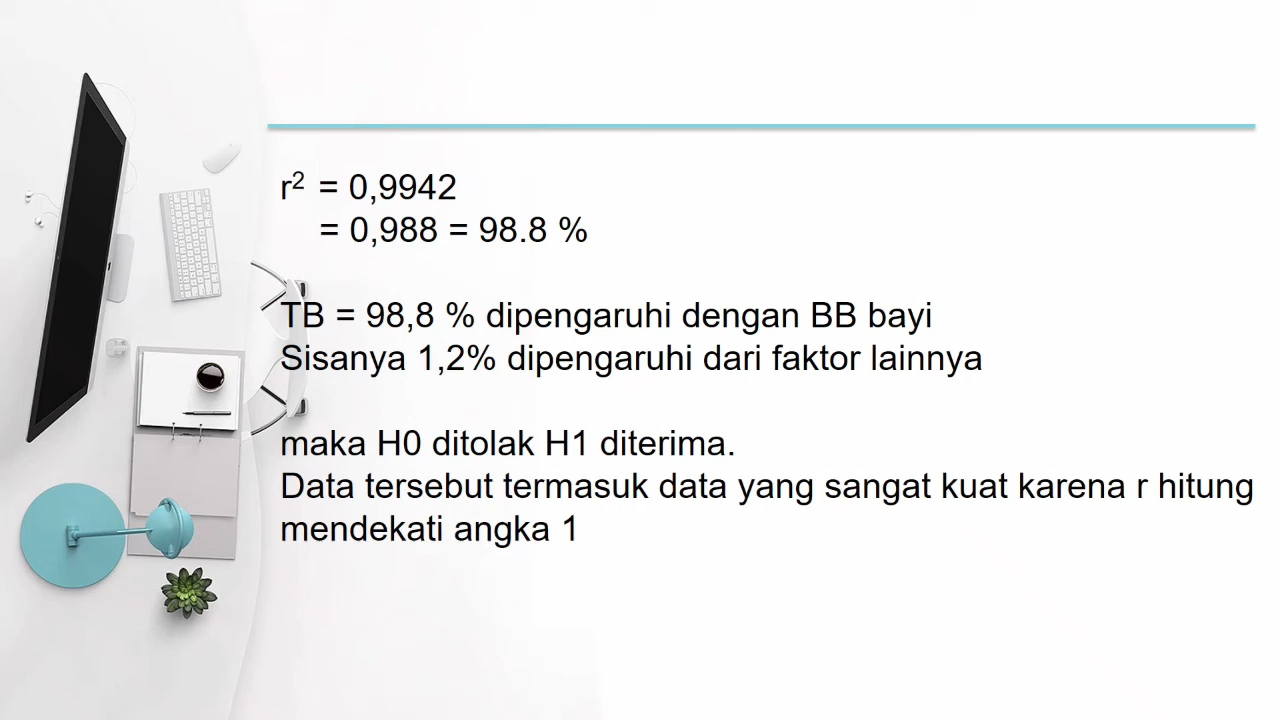 r² = 0,9942
= 0,988 = 98.8 %
TB = 98,8 % dipengaruhi dengan BB bayi
Sisanya 1,2% dipengaruhi dari faktor lainnya
maka H0 ditolak H1 diterima.
Data tersebut termasuk data yang sangat kuat karena r hitung
mendekati angka 1